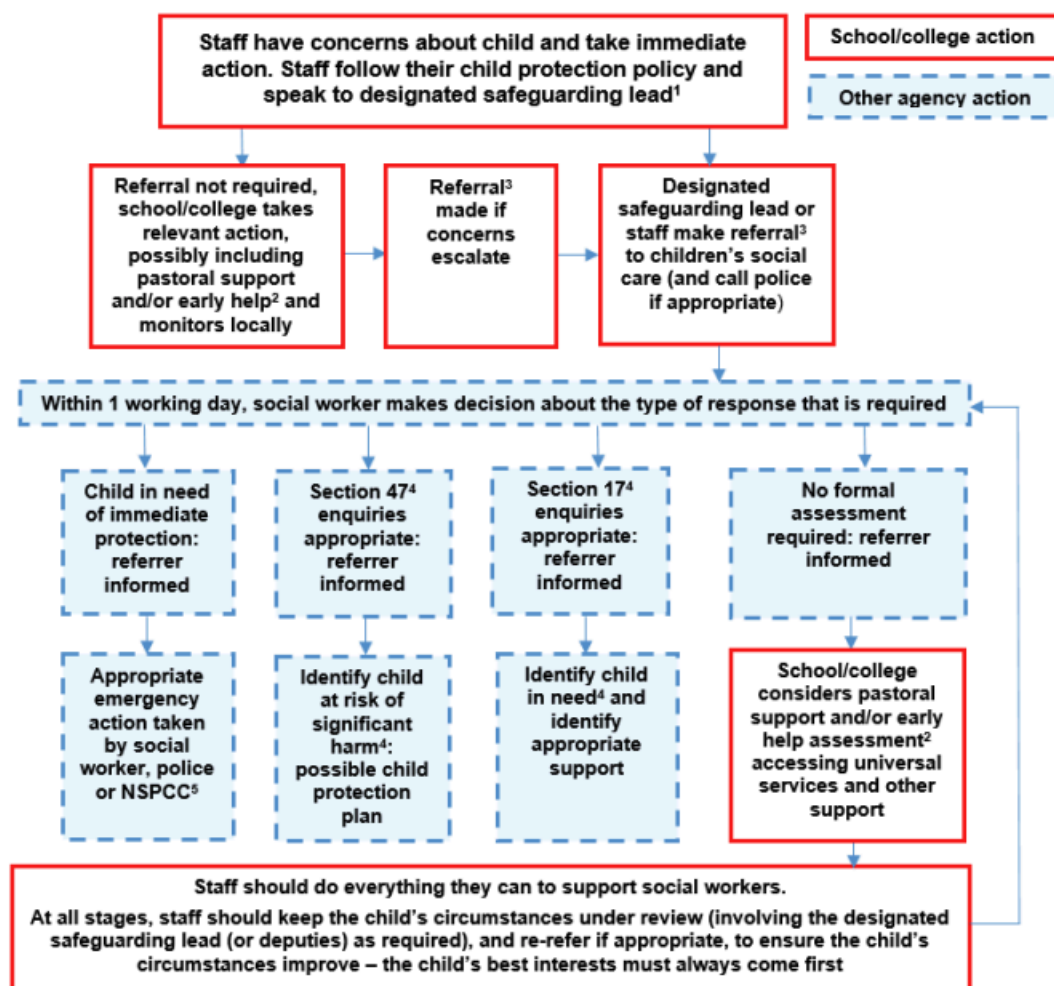 Staff have concerns about child and take immediate
action. Staff follow their child protection policy and
speak to designated safeguarding lead¹
School/college action
Other agency action
Referral not required,
school/college takes
relevant action,
possibly including
pastoral support
and/or early help² and
monitors locally
Referral³
made if
concerns
escalate
Designated
safeguarding lead or
staff make referral³
to children’s social
care (and call police
if appropriate)
Within 1 working day, social worker makes decision about the type of response that is required
Child in need
of immediate
protection:
referrer
informed
Section 47⁴
enquiries
appropriate:
referrer
informed
Section 17⁴
enquiries
appropriate:
referrer
informed
No formal
assessment
required: referrer
informed
Appropriate
emergency
action taken
by social
worker, police
or NSPCC⁵
Identify child
at risk of
significant
harm⁴:
possible child
protection
plan
Identify child
in need⁴ and
identify
appropriate
support
School/college
considers pastoral
support and/or early
help assessment²
accessing universal
services and other
support
Staff should do everything they can to support social workers.
At all stages, staff should keep the child’s circumstances under review (involving the designated
safeguarding lead (or deputies) as required), and re-refer if appropriate, to ensure the child’s
circumstances improve – the child’s best interests must always come first